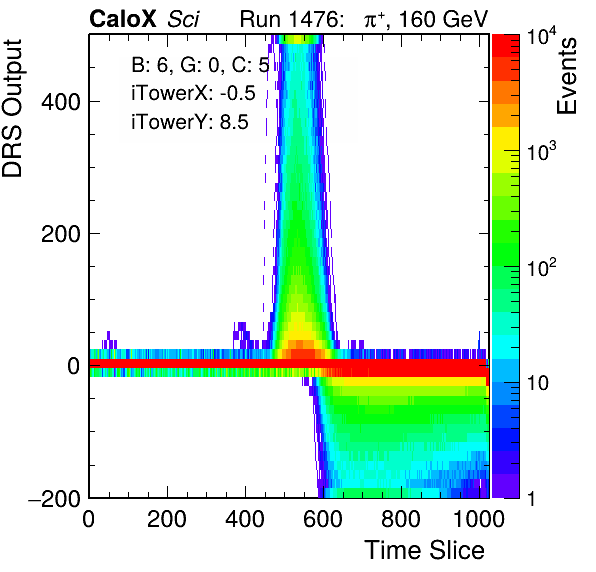 CaloX Sci Run 1476: π⁺, 160 GeV
B: 6, G: 0, C: 5
iTowerX: -0.5
iTowerY: 8.5
DRS Output
400
200
0
−200
0 200 400 600 800 1000
Time Slice
Events
10⁴
10³
10²
10
1